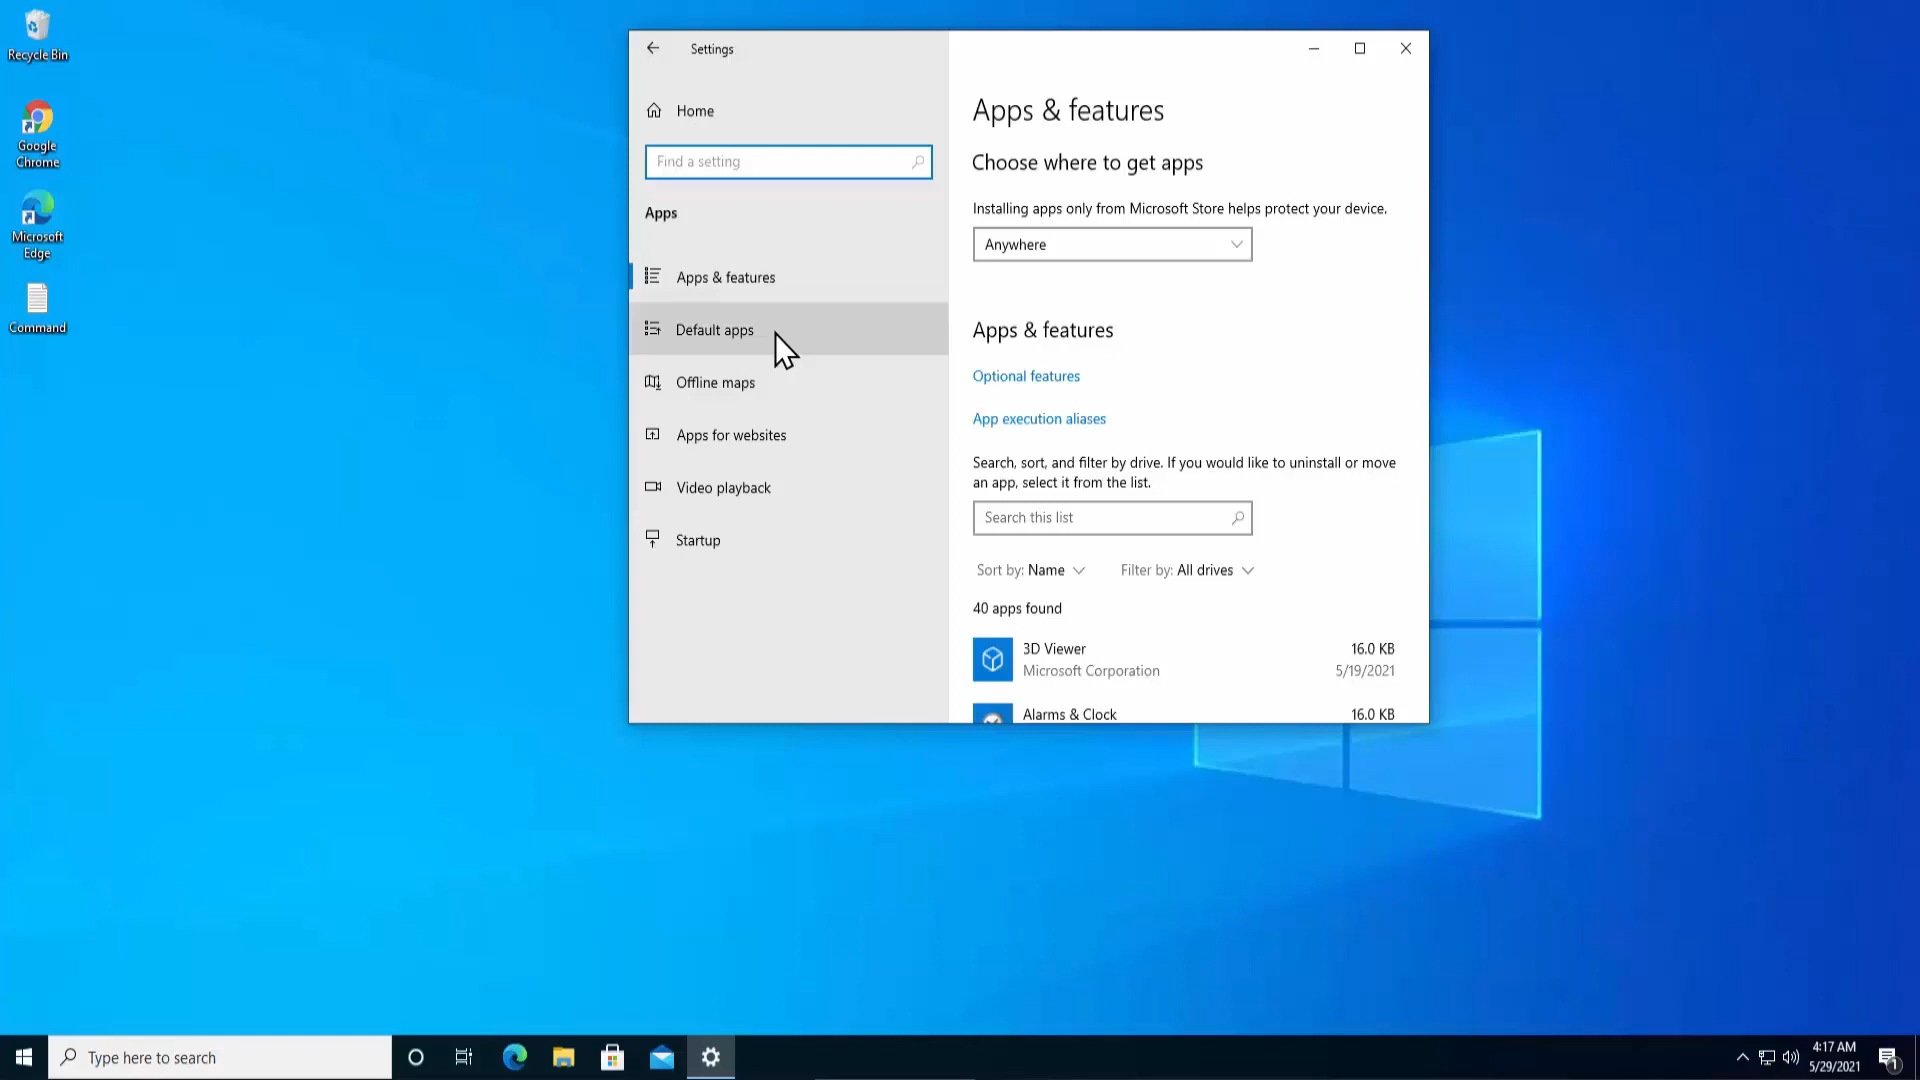 Recycle Bin
Google
Chrome
Microsoft
Edge
Command
Settings
Home
Find a setting
Apps
Apps & features
Default apps
Offline maps
Apps for websites
Video playback
Startup
Apps & features
Choose where to get apps
Installing apps only from Microsoft Store helps protect your device.
Anywhere
Apps & features
Optional features
App execution aliases
Search, sort, and filter by drive. If you would like to uninstall or move
an app, select it from the list.
Search this list
Sort by: Name Filter by: All drives
40 apps found
3D Viewer 16.0 KB
Microsoft Corporation 5/19/2021
Alarms & Clock 16.0 KB
Type here to search
4:17 AM
5/29/2021
1